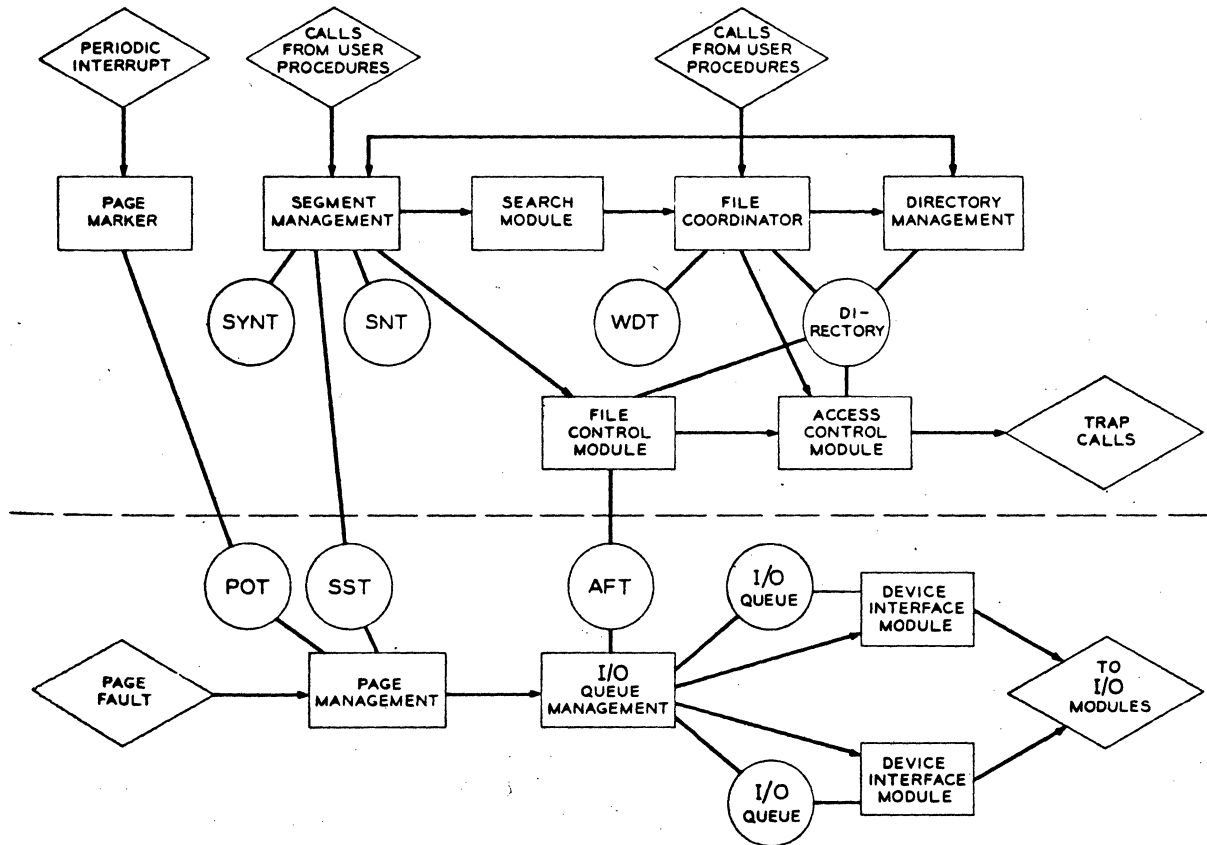 PERIODIC
INTERRUPT
CALLS
FROM USER
PROCEDURES
CALLS
FROM USER
PROCEDURES
PAGE
MARKER
SEGMENT
MANAGEMENT
SEARCH
MODULE
FILE
COORDINATOR
DIRECTORY
MANAGEMENT
SYNT
SNT
WDT
DI-
RECTORY
FILE
CONTROL
MODULE
ACCESS
CONTROL
MODULE
TRAP
CALLS
POT
SST
AFT
I/O
QUEUE
DEVICE
INTERFACE
MODULE
PAGE
FAULT
PAGE
MANAGEMENT
I/O
QUEUE
MANAGEMENT
TO
I/O
MODULES
I/O
QUEUE
DEVICE
INTERFACE
MODULE